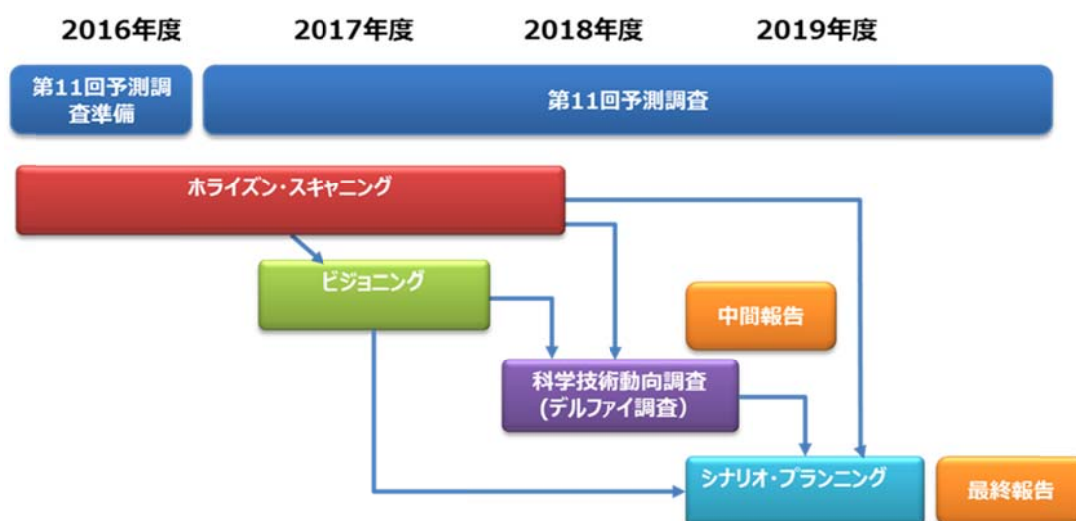 2016年度 2017年度 2018年度 2019年度
第11回予測調
査準備
第11回予測調査
ホライズン・スキャニング
ビジョニング
中間報告
科学技術動向調査
(デルファイ調査）
シナリオ・プランニング
最終報告